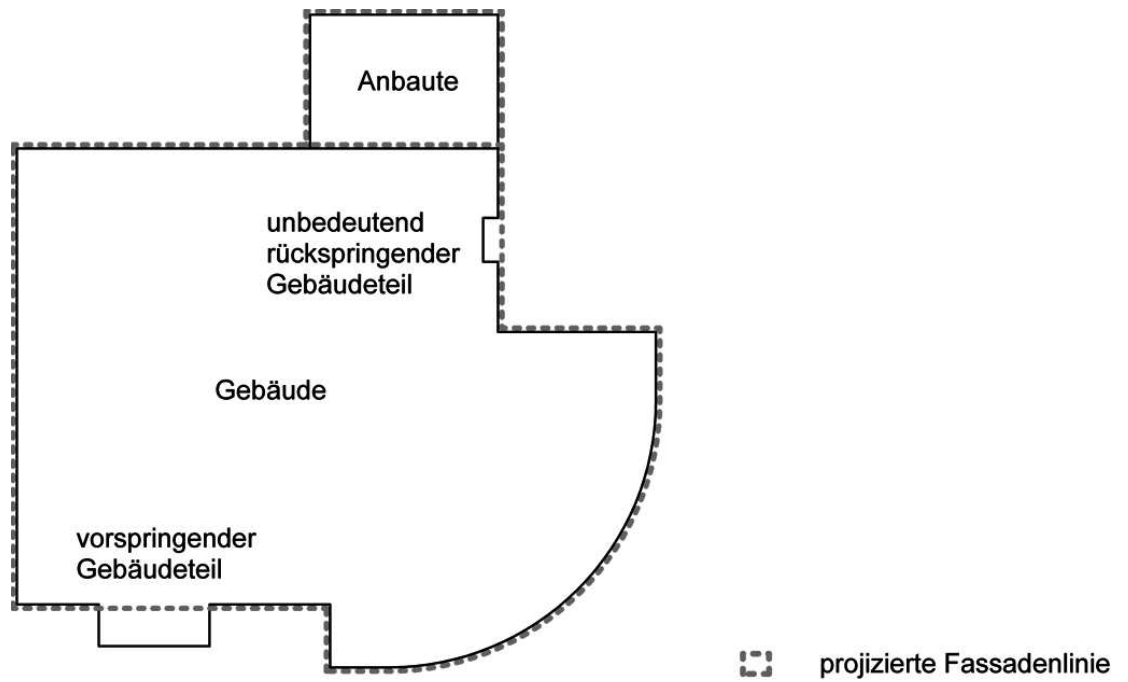 Anbaute
unbedeutend
rückspringender
Gebäudeteil
Gebäude
vorspringender
Gebäudeteil
projizierte Fassadenlinie